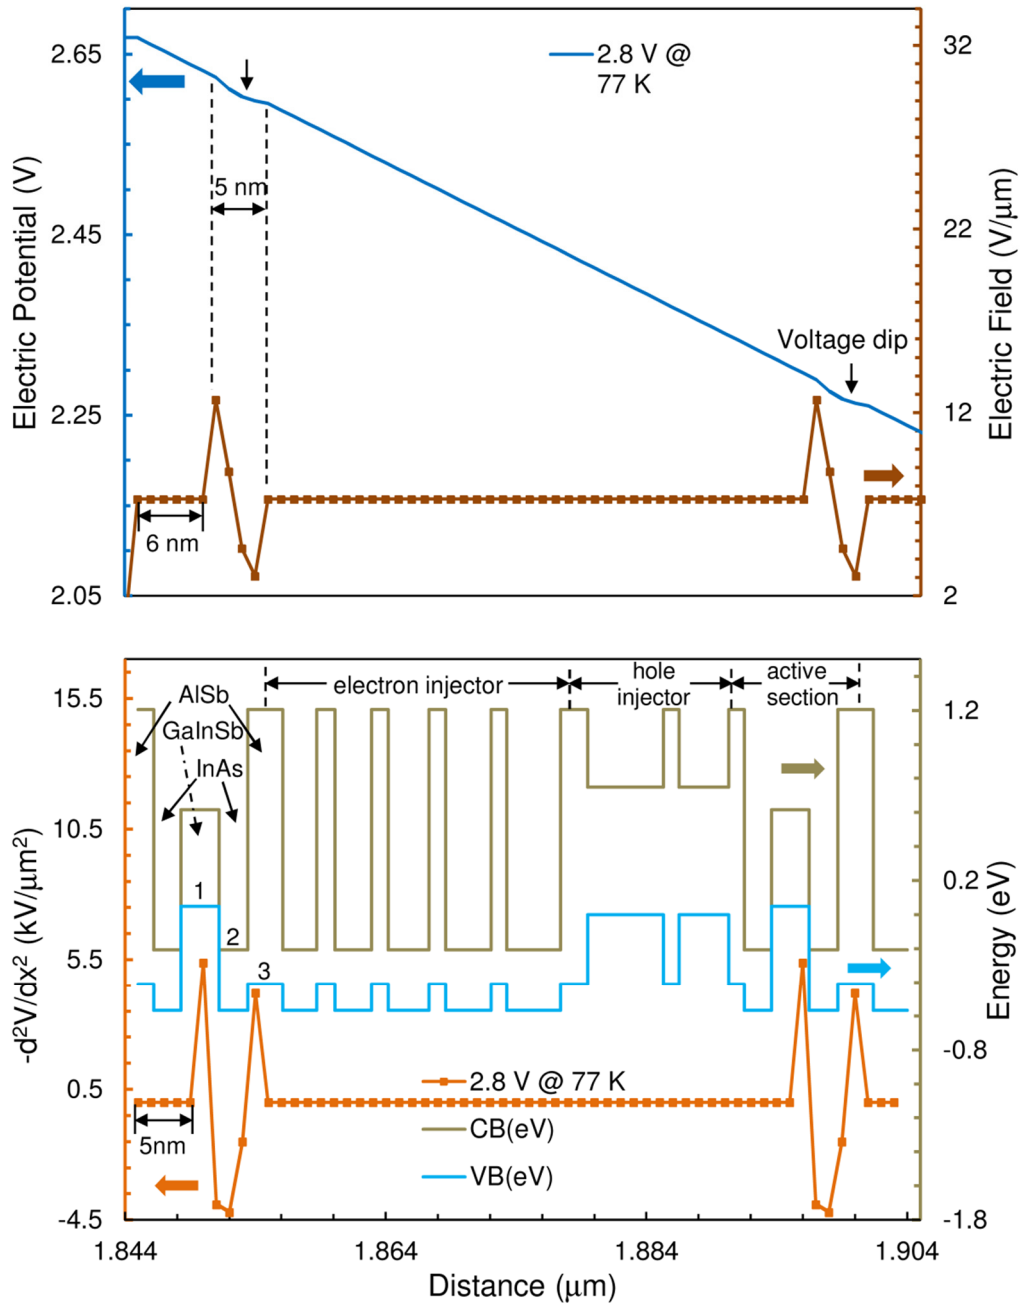 2.65
2.45
2.25
2.05
Electric Potential (V)
2.8 V @
77 K
5 nm
6 nm
Voltage dip
32
22
12
2
Electric Field (V/μm)
15.5
10.5
5.5
0.5
-4.5
-d²V/dx² (kV/μm²)
AlSb
GaInSb
InAs
electron injector
hole
injector
active
section
1
2
3
2.8 V @ 77 K
CB(eV)
VB(eV)
5nm
1.2
0.2
-0.8
-1.8
Energy (eV)
1.844
1.864
1.884
1.904
Distance (μm)